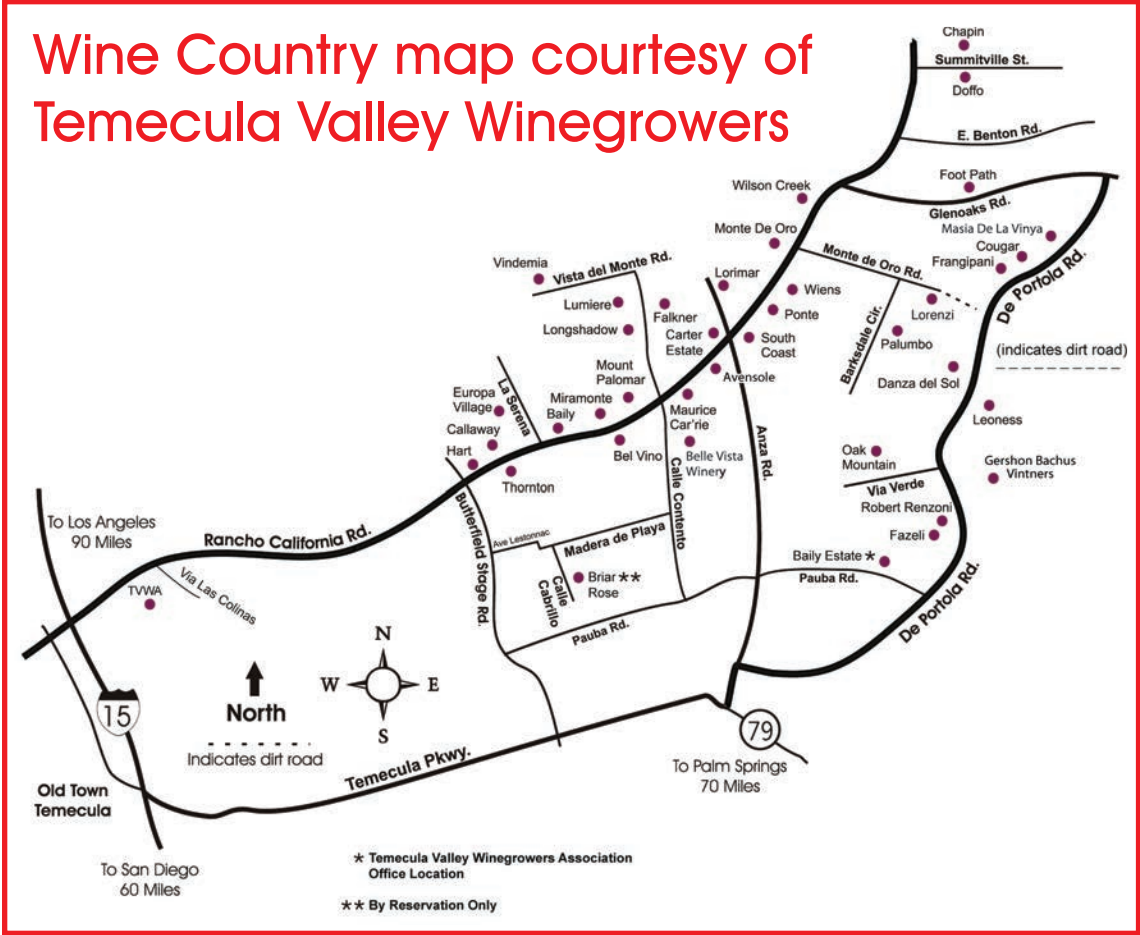 Wine Country map courtesy of
Temecula Valley Winegrowers
Chapin
Summitville St.
Doffo
E. Benton Rd.
Foot Path
Glenoaks Rd.
Wilson Creek
Masia De La Vinya
Monte De Oro
Cougar
Monte de Oro Rd.
Frangipani
De Portola Rd.
Vindemia
Vista del Monte Rd.
Lorimar
Wiens
Lumiere
Falkner
Ponte
Lorenzi
Longshadow
Carter
Estate
South
Coast
Barksdale Cir.
Palumbo
(indicates dirt road)
Mount
Palomar
Avensole
Danza del Sol
La Serena
Europa
Village
Miramonte
Baily
Maurice
Car'rie
Leoness
Callaway
Hart
Bel Vino
Belle Vista
Winery
Anza Rd.
Oak
Mountain
Gershon Bachus
Vintners
Thornton
Calle Contento
Via Verde
Butterfield Stage Rd.
Robert Renzoni
To Los Angeles
90 Miles
Rancho California Rd.
Ave Lestonnac
Madera de Playa
Fazeli
Baily Estate *
Pauba Rd.
TVWA
Via Las Colinas
Calle
Cabrillo
Briar **
Rose
De Portola Rd.
Pauba Rd.
N
W
E
S
15
North
Indicates dirt road
79
Temecula Pkwy.
To Palm Springs
70 Miles
Old Town
Temecula
To San Diego
60 Miles
* Temecula Valley Winegrowers Association
Office Location
** By Reservation Only